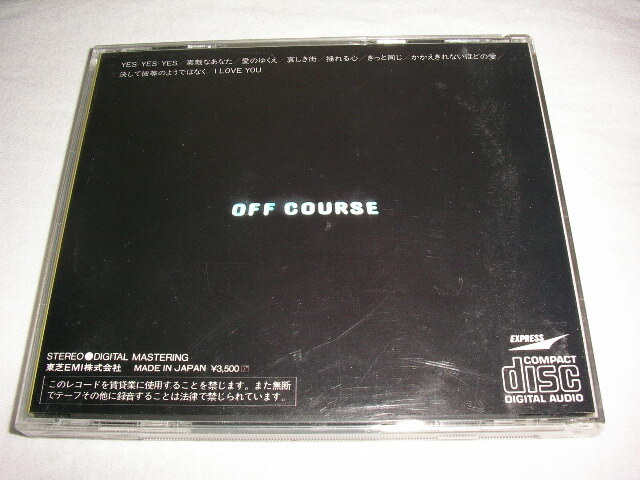 YES YES YES／素敵なあなた／愛のゆくえ／哀しき街／揺れる心／きっと同じ／かかえきれないほどの愛／
決して彼等のようではなく／I LOVE YOU
OFF COURSE
EXPRESS
STEREO●DIGITAL MASTERING
東芝EMI株式会社 MADE IN JAPAN ¥3,500
COMPACT
disc
DIGITAL AUDIO
このレコードを賃貸業に使用することを禁じます。また無断
でテープその他に録音することは法律で禁じられています。